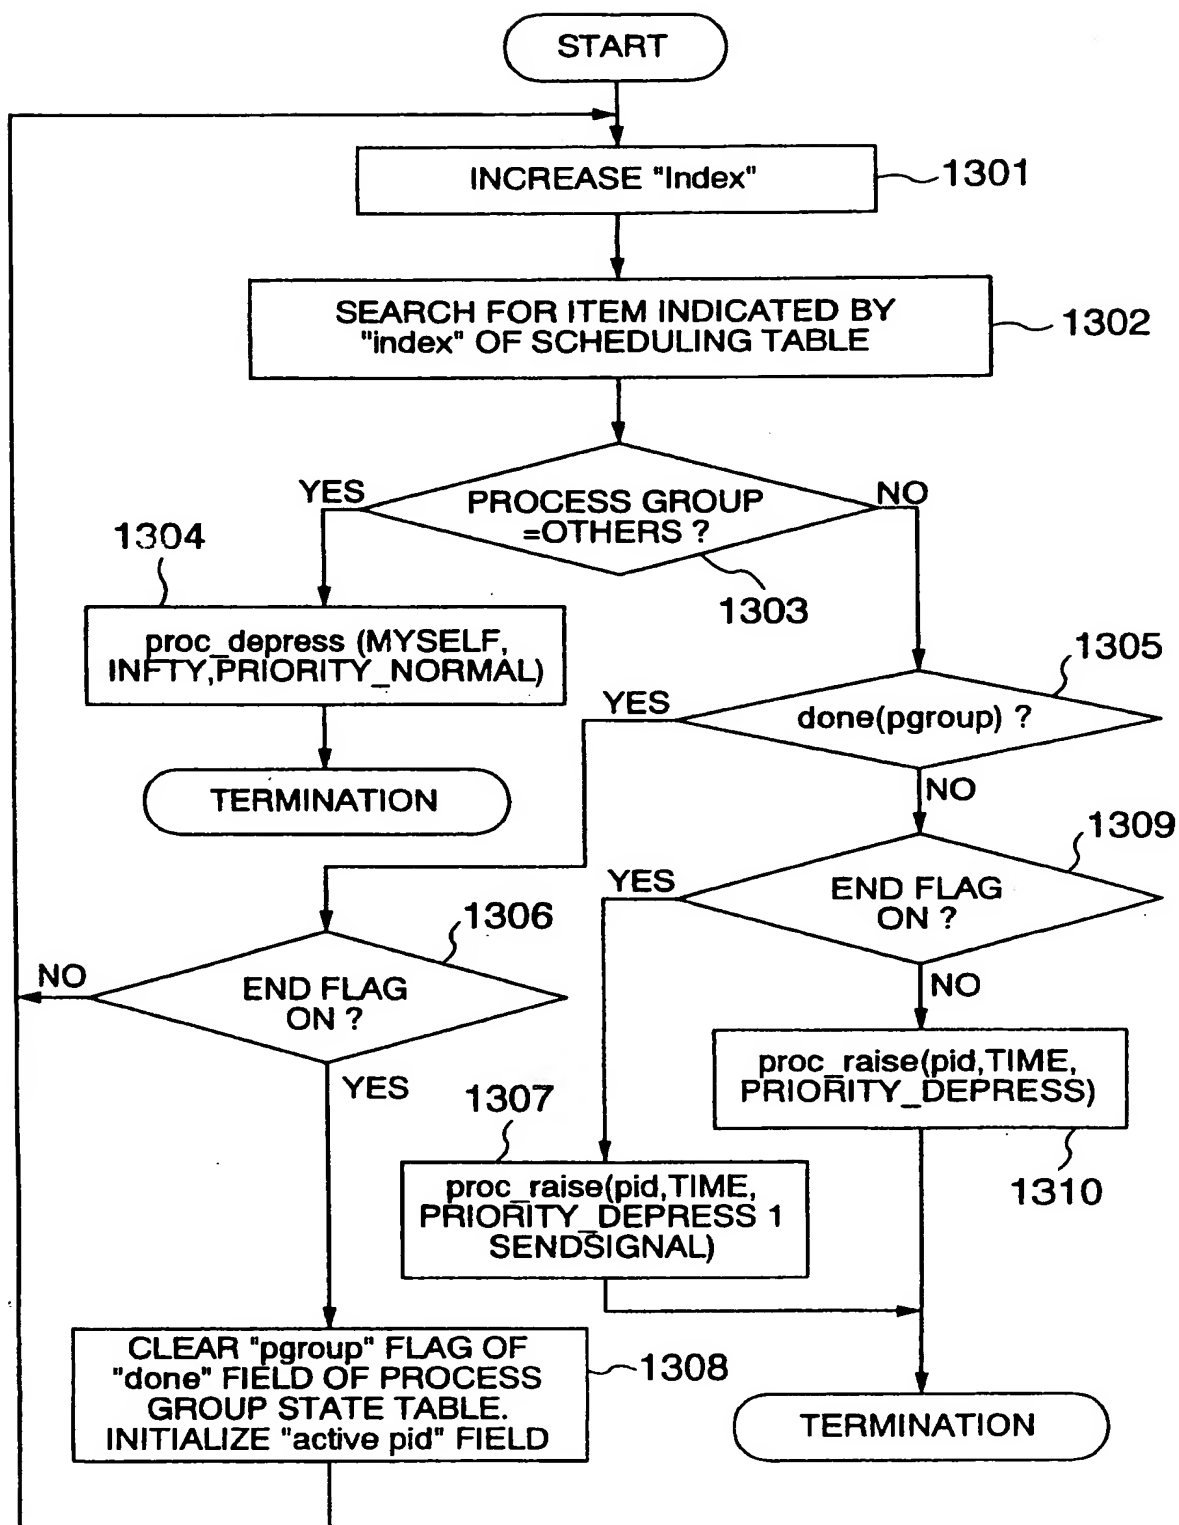 START
INCREASE "Index"
1301
SEARCH FOR ITEM INDICATED BY
"index" OF SCHEDULING TABLE
1302
YES
PROCESS GROUP
=OTHERS ?
NO
1303
1304
proc_depress (MYSELF,
INFTY,PRIORITY_NORMAL)
TERMINATION
1305
YES
done(pgroup) ?
NO
1309
YES
END FLAG
ON ?
NO
1306
NO
END FLAG
ON ?
YES
proc_raise(pid,TIME,
PRIORITY_DEPRESS)
1310
1307
proc_raise(pid,TIME,
PRIORITY_DEPRESS 1
SENDSIGNAL)
CLEAR "pgroup" FLAG OF
"done" FIELD OF PROCESS
GROUP STATE TABLE.
INITIALIZE "active pid" FIELD
1308
TERMINATION